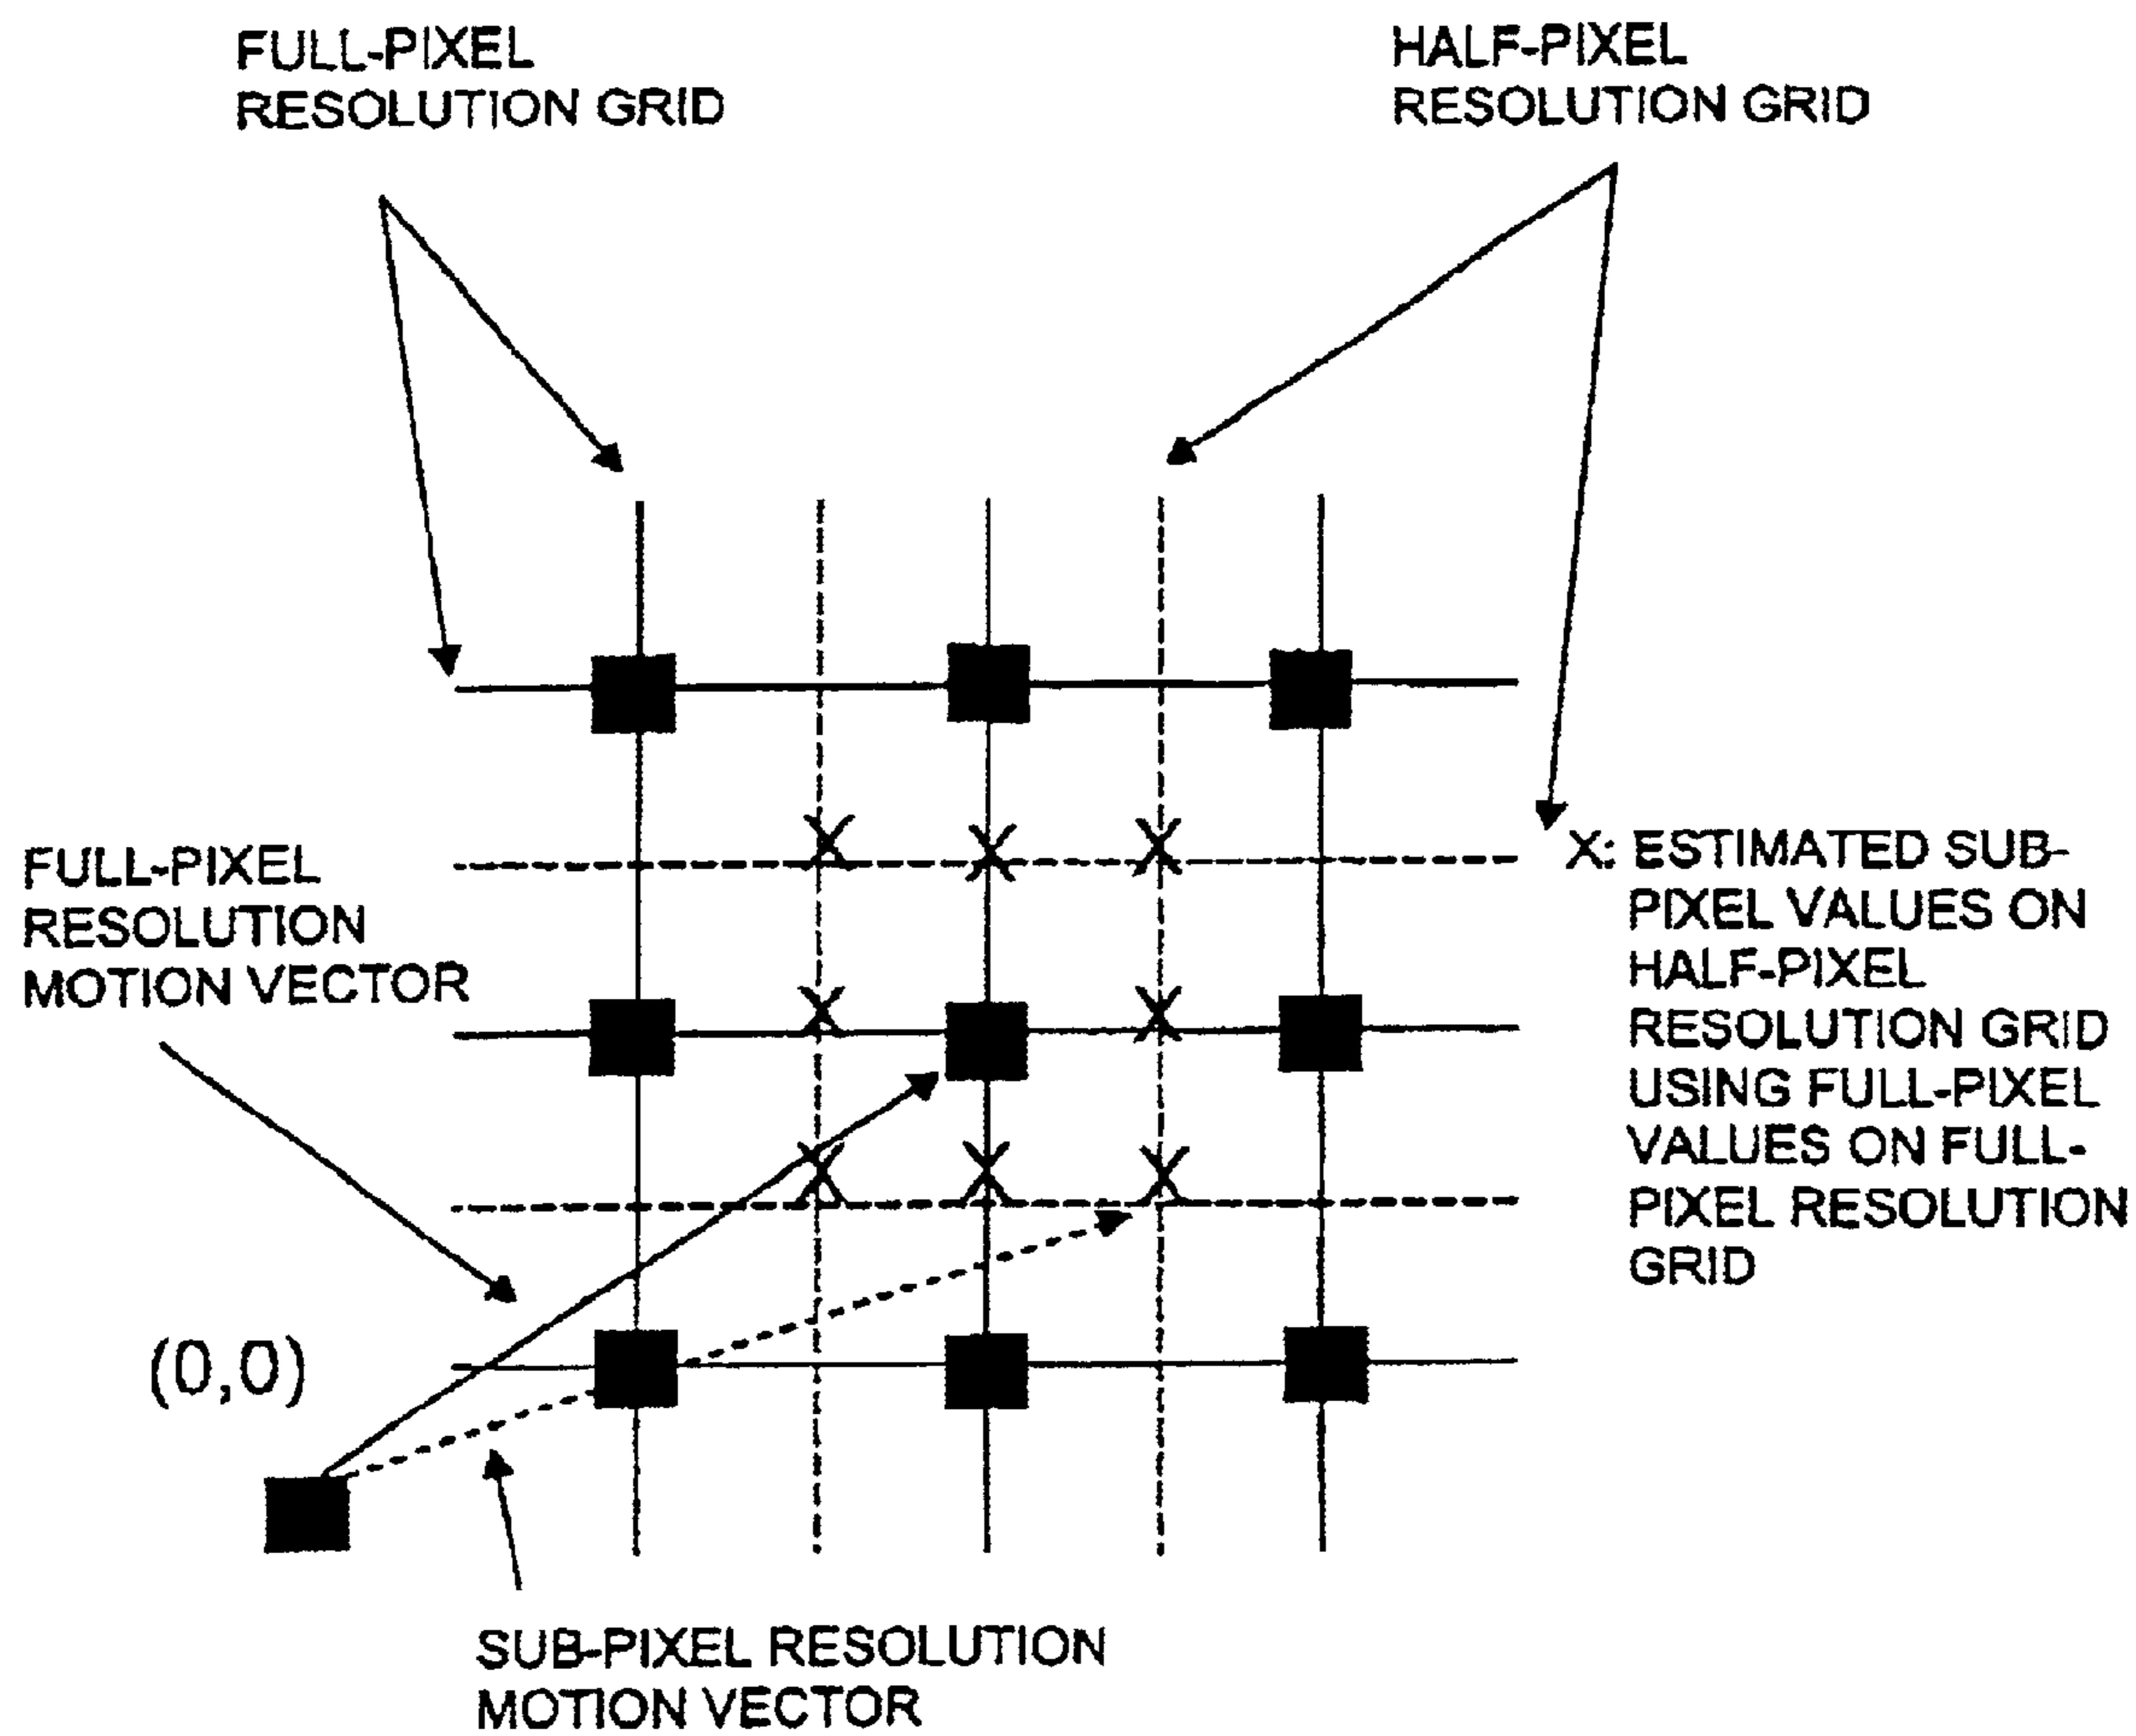 FULL-PIXEL
RESOLUTION GRID
HALF-PIXEL
RESOLUTION GRID
FULL-PIXEL
RESOLUTION
MOTION VECTOR
X: ESTIMATED SUB-
PIXEL VALUES ON
HALF-PIXEL
RESOLUTION GRID
USING FULL-PIXEL
VALUES ON FULL-
PIXEL RESOLUTION
GRID
X X X
X X
X X X
(0,0)
SUB-PIXEL RESOLUTION
MOTION VECTOR